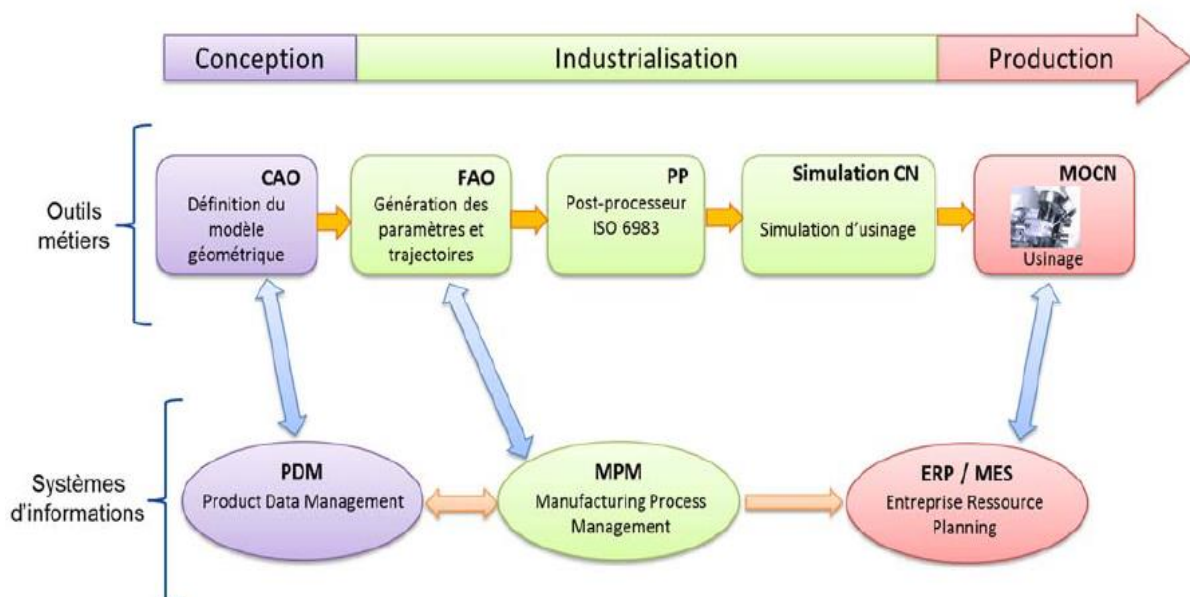 Conception
Industrialisation
Production
Outils
métiers
CAO
Définition du
modèle
géométrique
FAO
Génération des
paramètres et
trajectoires
PP
Post-processeur
ISO 6983
Simulation CN
Simulation d'usinage
MOCN
Usinage
Systèmes
d'informations
PDM
Product Data Management
MPM
Manufacturing Process
Management
ERP / MES
Entreprise Ressource
Planning